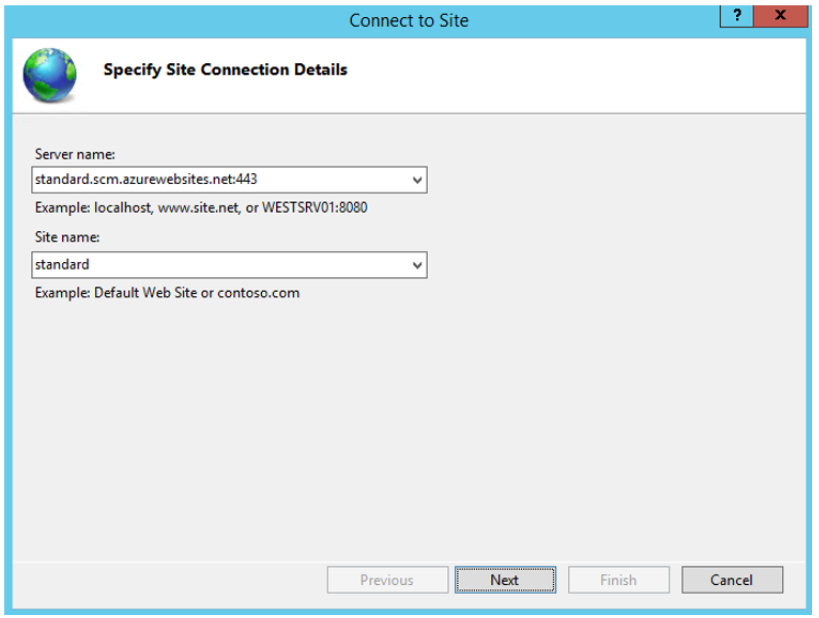 Connect to Site
? x
Specify Site Connection Details
Server name:
standard.scm.azurewebsites.net:443
Example: localhost, www.site.net, or WESTSRV01:8080
Site name:
standard
Example: Default Web Site or contoso.com
Previous Next Finish Cancel